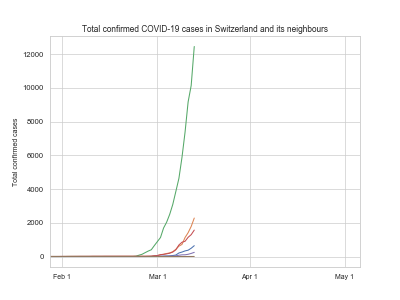 Total confirmed COVID-19 cases in Switzerland and its neighbours
12000
10000
8000
6000
4000
2000
0
Total confirmed cases
Feb 1
Mar 1
Apr 1
May 1